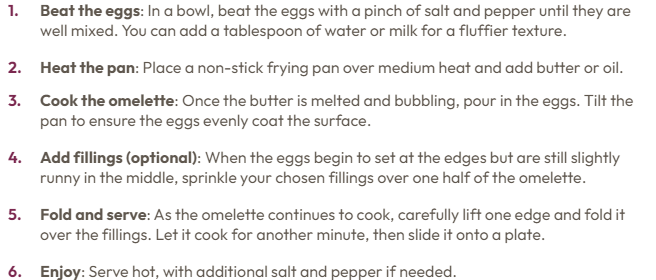 1. Beat the eggs: In a bowl, beat the eggs with a pinch of salt and pepper until they are
well mixed. You can add a tablespoon of water or milk for a fluffier texture.
2. Heat the pan: Place a non-stick frying pan over medium heat and add butter or oil.
3. Cook the omelette: Once the butter is melted and bubbling, pour in the eggs. Tilt the
pan to ensure the eggs evenly coat the surface.
4. Add fillings (optional): When the eggs begin to set at the edges but are still slightly
runny in the middle, sprinkle your chosen fillings over one half of the omelette.
5. Fold and serve: As the omelette continues to cook, carefully lift one edge and fold it
over the fillings. Let it cook for another minute, then slide it onto a plate.
6. Enjoy: Serve hot, with additional salt and pepper if needed.